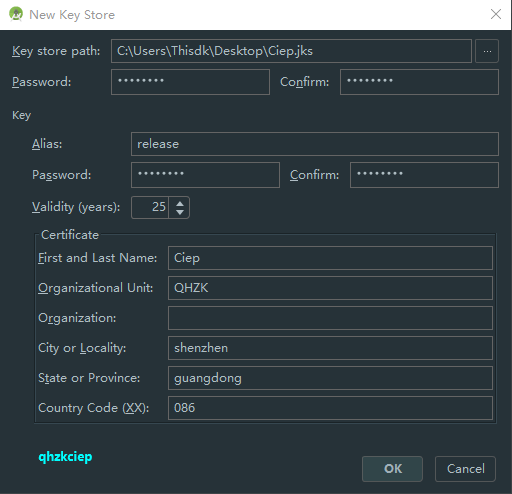 New Key Store
Key store path: C:\Users\Thisdk\Desktop\Ciep.jks ...
Password: •••••••• Confirm: ••••••••
Key
Alias: release
Password: •••••••• Confirm: ••••••••
Validity (years): 25
Certificate
First and Last Name: Ciep
Organizational Unit: QHZK
Organization:
City or Locality: shenzhen
State or Province: guangdong
Country Code (XX): 086
qhzkciep
OK Cancel